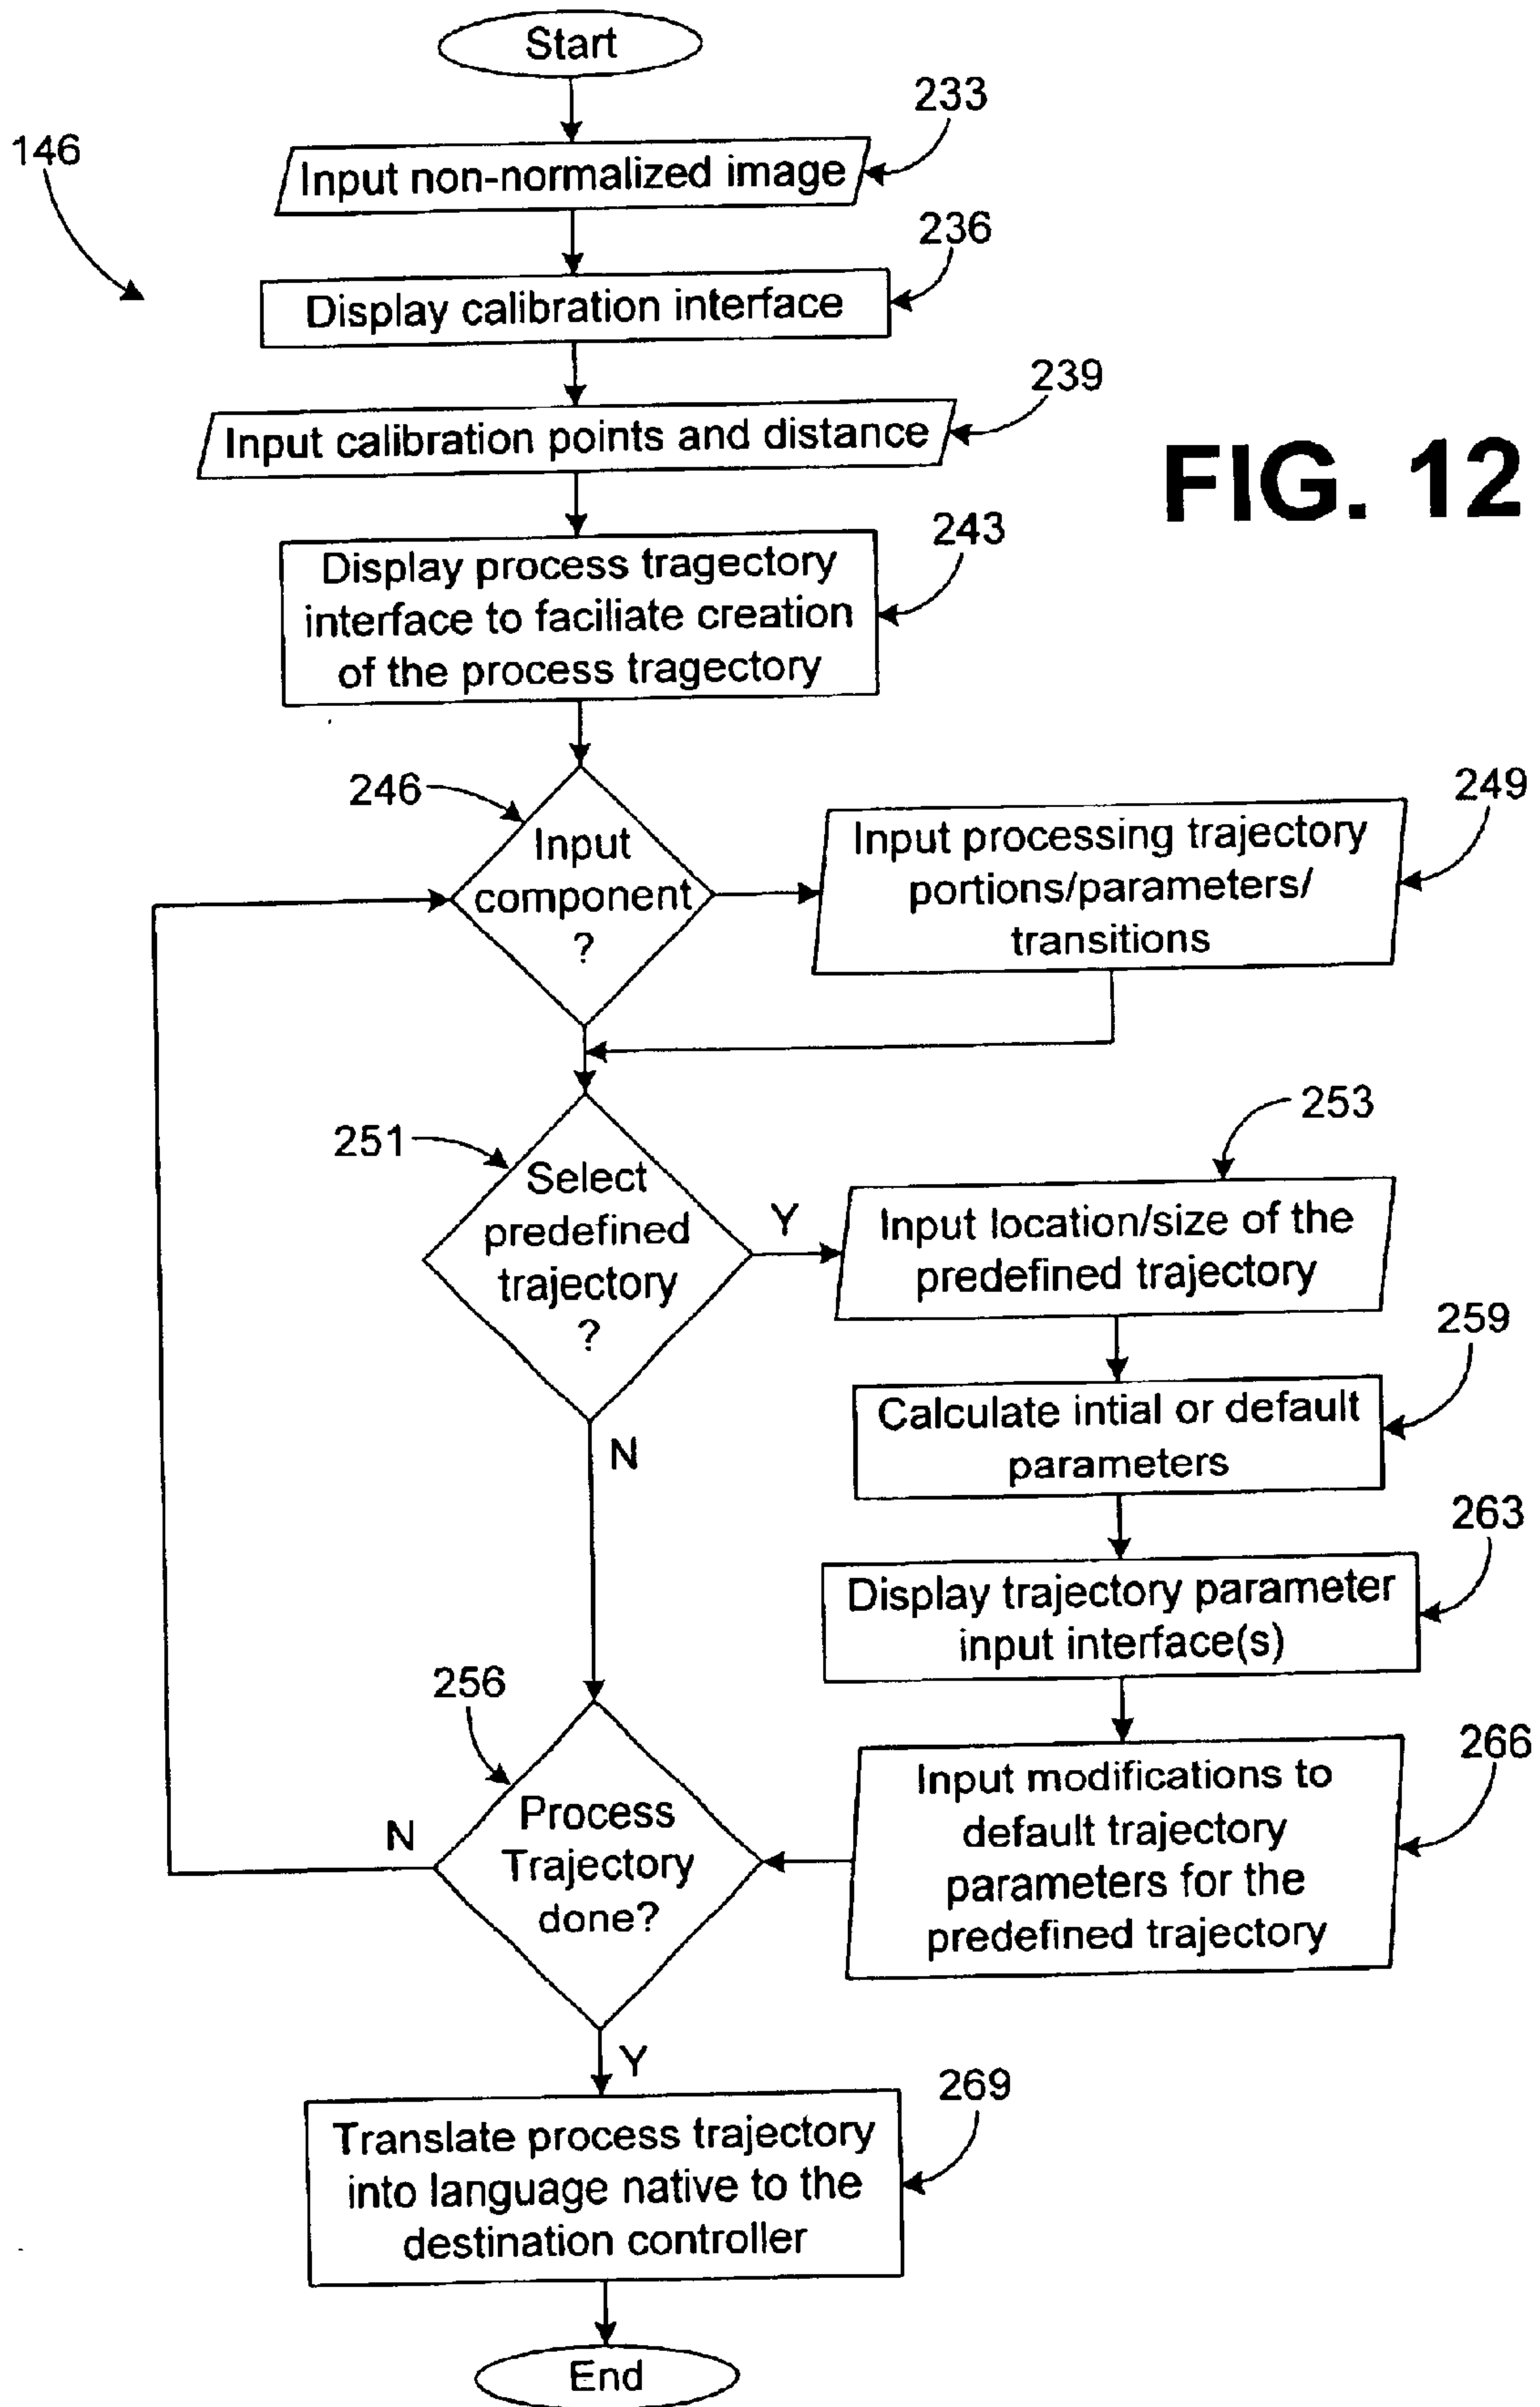 Start
233
146
Input non-normalized image
236
Display calibration interface
239
Input calibration points and distance
FIG. 12
243
Display process tragectory
interface to faciliate creation
of the process tragectory
246
Input
component
?
249
Input processing trajectory
portions/parameters/
transitions
251
Select
predefined
trajectory
?
Y
N
253
Input location/size of the
predefined trajectory
259
Calculate intial or default
parameters
263
Display trajectory parameter
input interface(s)
266
Input modifications to
default trajectory
parameters for the
predefined trajectory
256
Process
Trajectory
done?
N
Y
269
Translate process trajectory
into language native to the
destination controller
End